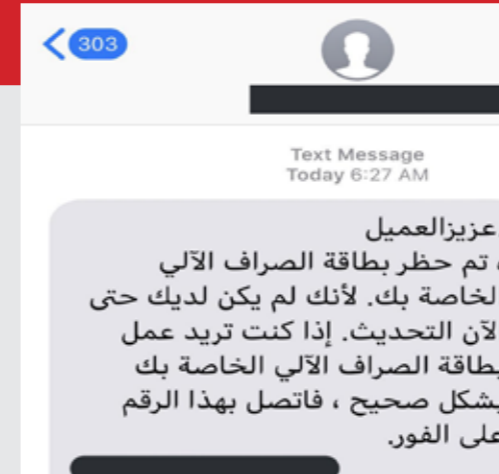 303
Text Message
Today 6:27 AM
عزيزالعميل
، تم حظر بطاقة الصراف الآلي
الخاصة بك. لأنك لم يكن لديك حتى
الآن التحديث. إذا كنت تريد عمل
بطاقة الصراف الآلي الخاصة بك
بشكل صحيح ، فاتصل بهذا الرقم
على الفور.